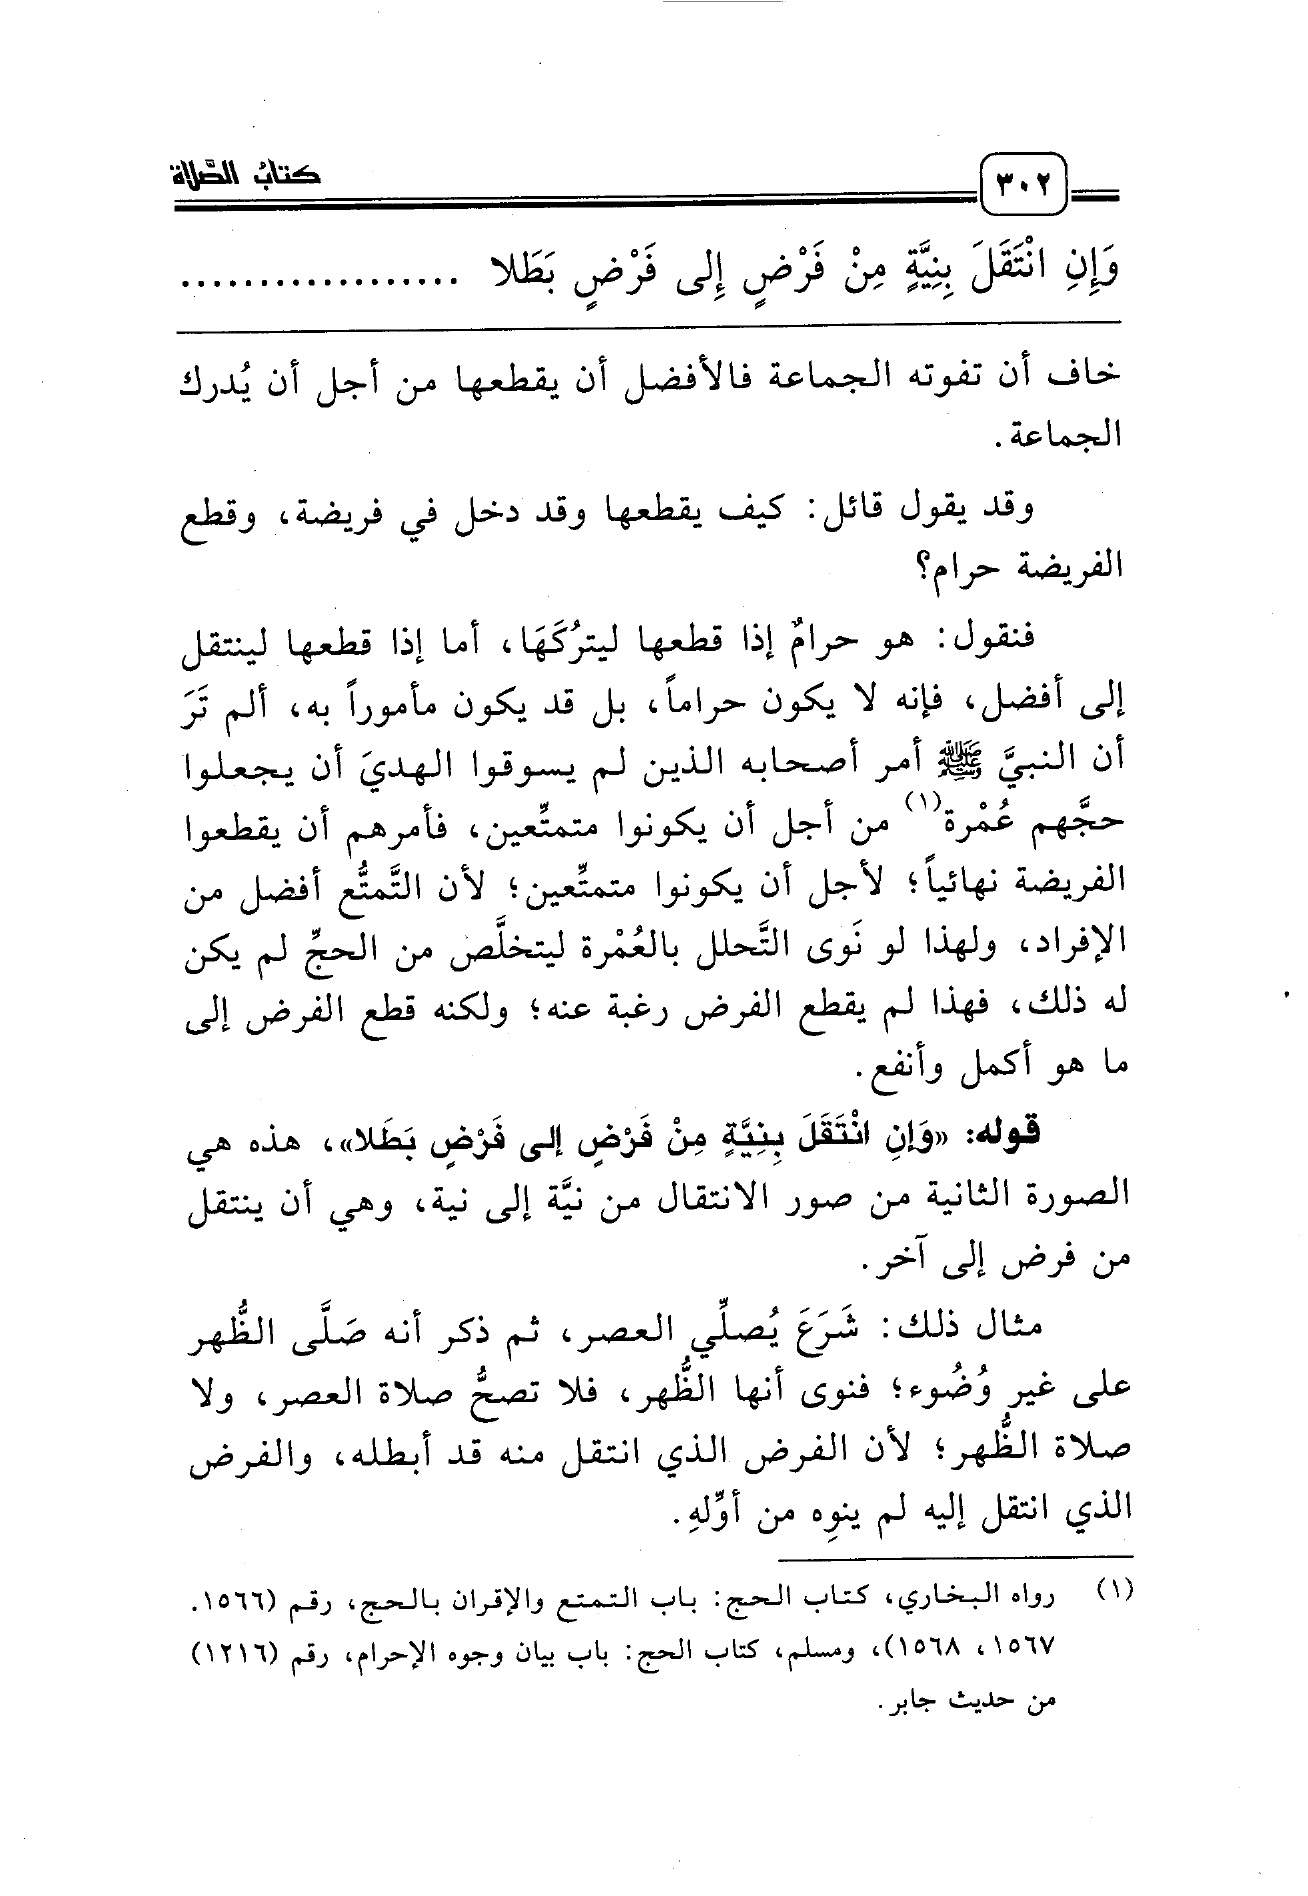 ٣٠٢
كتابُ الصَّلاة
وَإِنِ انْتَقَلَ بِنِيَّةٍ مِنْ فَرْضٍ إِلى فَرْضٍ بَطَلا ..................
خاف أن تفوته الجماعة فالأفضل أن يقطعها من أجل أن يُدرك
الجماعة.
وقد يقول قائل: كيف يقطعها وقد دخل في فريضة، وقطع
الفريضة حرام؟
فنقول: هو حرامٌ إذا قطعها ليترُكَهَا، أما إذا قطعها لينتقل
إلى أفضل، فإنه لا يكون حراماً، بل قد يكون مأموراً به، ألم تَرَ
أن النبيَّ ﷺ أمر أصحابه الذين لم يسوقوا الهديَ أن يجعلوا
حجَّهم عُمْرة(١) من أجل أن يكونوا متمتِّعين، فأمرهم أن يقطعوا
الفريضة نهائياً؛ لأجل أن يكونوا متمتِّعين؛ لأن التَّمتُّع أفضل من
الإفراد، ولهذا لو نَوى التَّحلل بالعُمْرة ليتخلَّص من الحجِّ لم يكن
له ذلك، فهذا لم يقطع الفرض رغبة عنه؛ ولكنه قطع الفرض إلى
ما هو أكمل وأنفع.
قوله: «وَإِنِ انْتَقَلَ بِنِيَّةٍ مِنْ فَرْضٍ إلى فَرْضٍ بَطَلا»، هذه هي
الصورة الثانية من صور الانتقال من نيَّة إلى نية، وهي أن ينتقل
من فرض إلى آخر.
مثال ذلك: شَرَعَ يُصلِّي العصر، ثم ذكر أنه صَلَّى الظُّهر
على غير وُضُوء؛ فنوى أنها الظُّهر، فلا تصحُّ صلاة العصر، ولا
صلاة الظُّهر؛ لأن الفرض الذي انتقل منه قد أبطله، والفرض
الذي انتقل إليه لم ينوِه من أوَّلهِ.
(١) رواه البخاري، كتاب الحج: باب التمتع والإقران بالحج، رقم (١٥٦٦.
١٥٦٧، ١٥٦٨)، ومسلم، كتاب الحج: باب بيان وجوه الإحرام، رقم (١٢١٦)
من حديث جابر.